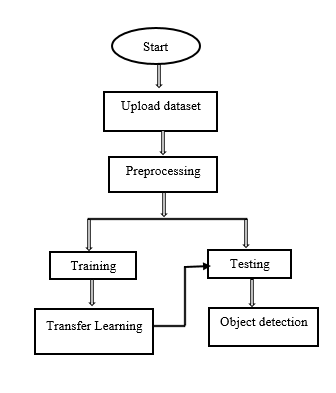 Start
Upload dataset
Preprocessing
Training
Testing
Transfer Learning
Object detection